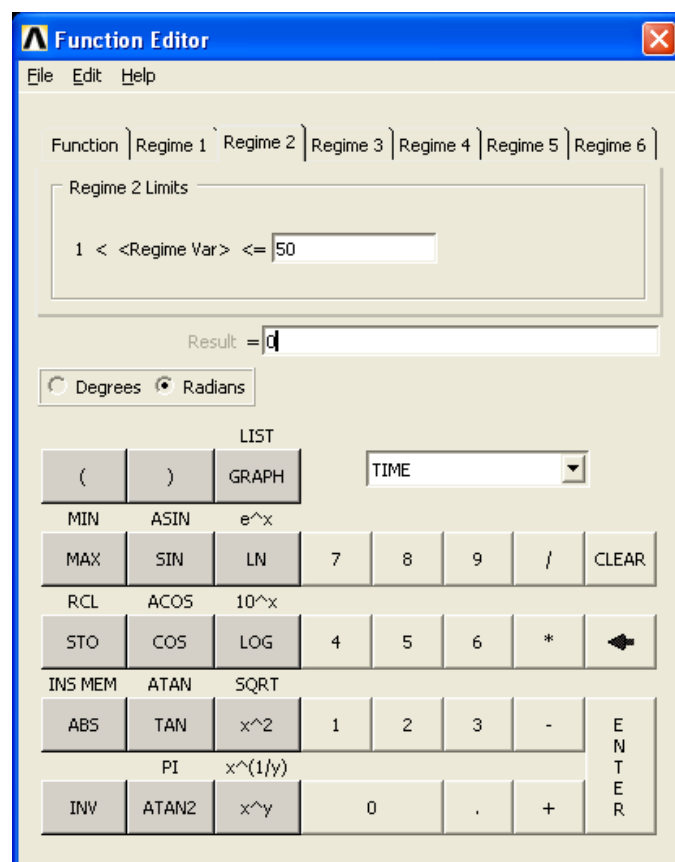 Function Editor
File Edit Help
Function Regime 1 Regime 2 Regime 3 Regime 4 Regime 5 Regime 6
Regime 2 Limits
1 < <Regime Var> <= 50
Result = 0
Degrees Radians
LIST
( ) GRAPH TIME
MIN ASIN e^x
MAX SIN LN 7 8 9 / CLEAR
RCL ACOS 10^x
STO COS LOG 4 5 6 *
INS MEM ATAN SQRT
ABS TAN x^2 1 2 3 - ENTER
PI x^(1/y)
INV ATAN2 x^y 0 . +